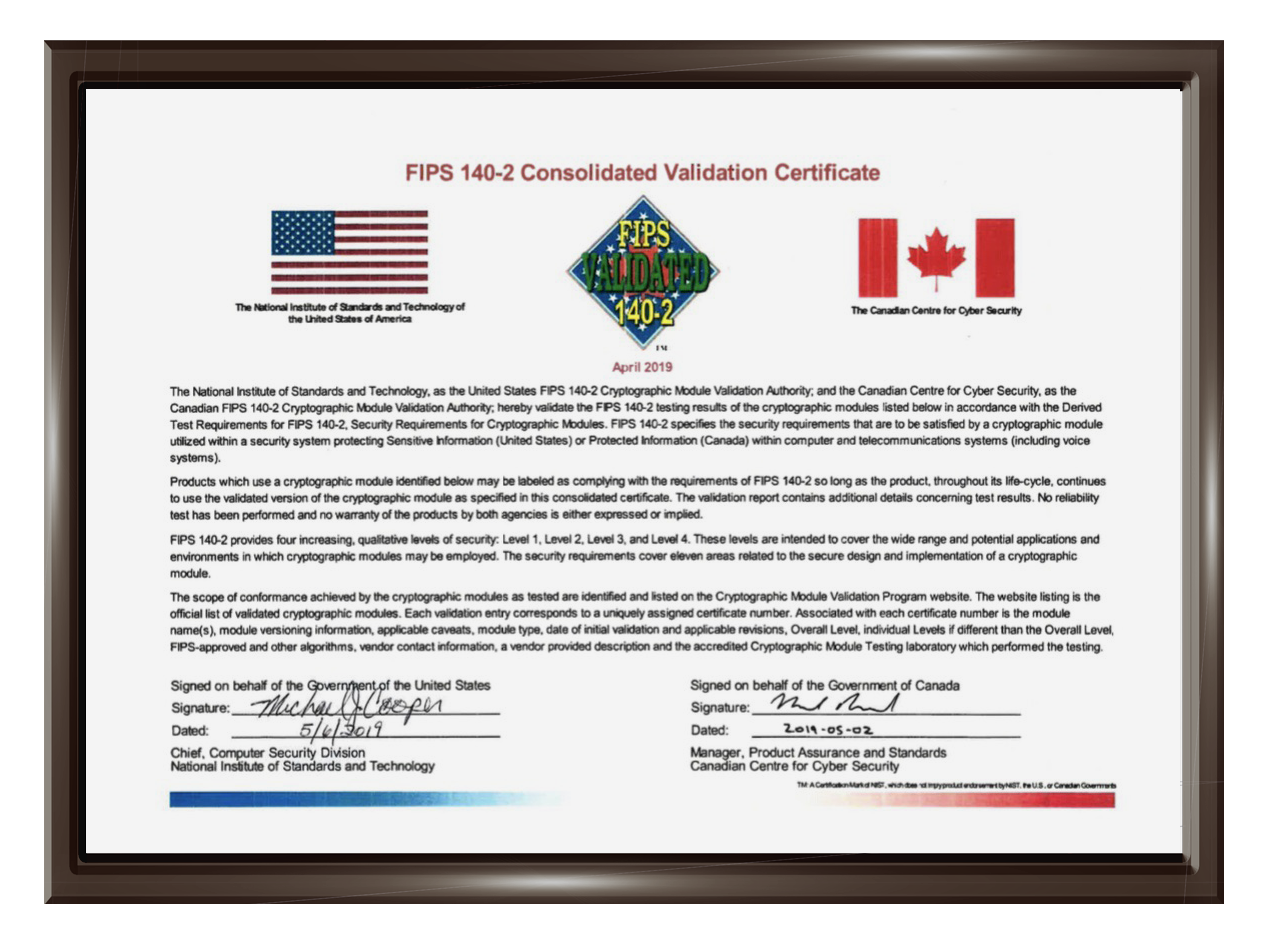 FIPS 140-2 Consolidated Validation Certificate
FIPS
VALIDATED
140-2
TM
The National Institute of Standards and Technology of
the United States of America
The Canadian Centre for Cyber Security
April 2019
The National Institute of Standards and Technology, as the United States FIPS 140-2 Cryptographic Module Validation Authority; and the Canadian Centre for Cyber Security, as the
Canadian FIPS 140-2 Cryptographic Module Validation Authority; hereby validate the FIPS 140-2 testing results of the cryptographic modules listed below in accordance with the Derived
Test Requirements for FIPS 140-2, Security Requirements for Cryptographic Modules. FIPS 140-2 specifies the security requirements that are to be satisfied by a cryptographic module
utilized within a security system protecting Sensitive Information (United States) or Protected Information (Canada) within computer and telecommunications systems (including voice
systems).
Products which use a cryptographic module identified below may be labeled as complying with the requirements of FIPS 140-2 so long as the product, throughout its life-cycle, continues
to use the validated version of the cryptographic module as specified in this consolidated certificate. The validation report contains additional details concerning test results. No reliability
test has been performed and no warranty of the products by both agencies is either expressed or implied.
FIPS 140-2 provides four increasing, qualitative levels of security: Level 1, Level 2, Level 3, and Level 4. These levels are intended to cover the wide range and potential applications and
environments in which cryptographic modules may be employed. The security requirements cover eleven areas related to the secure design and implementation of a cryptographic
module.
The scope of conformance achieved by the cryptographic modules as tested are identified and listed on the Cryptographic Module Validation Program website. The website listing is the
official list of validated cryptographic modules. Each validation entry corresponds to a uniquely assigned certificate number. Associated with each certificate number is the module
name(s), module versioning information, applicable caveats, module type, date of initial validation and applicable revisions, Overall Level, individual Levels if different than the Overall Level,
FIPS-approved and other algorithms, vendor contact information, a vendor provided description and the accredited Cryptographic Module Testing laboratory which performed the testing.
Signed on behalf of the Government of the United States
Signature: Michael J. Cooper
Dated: 5/6/2019
Chief, Computer Security Division
National Institute of Standards and Technology
Signed on behalf of the Government of Canada
Signature:
Dated: 2019-05-02
Manager, Product Assurance and Standards
Canadian Centre for Cyber Security
TM: A Certification Mark of NIST, which does not imply product endorsement by NIST, the U.S., or Canadian Governments